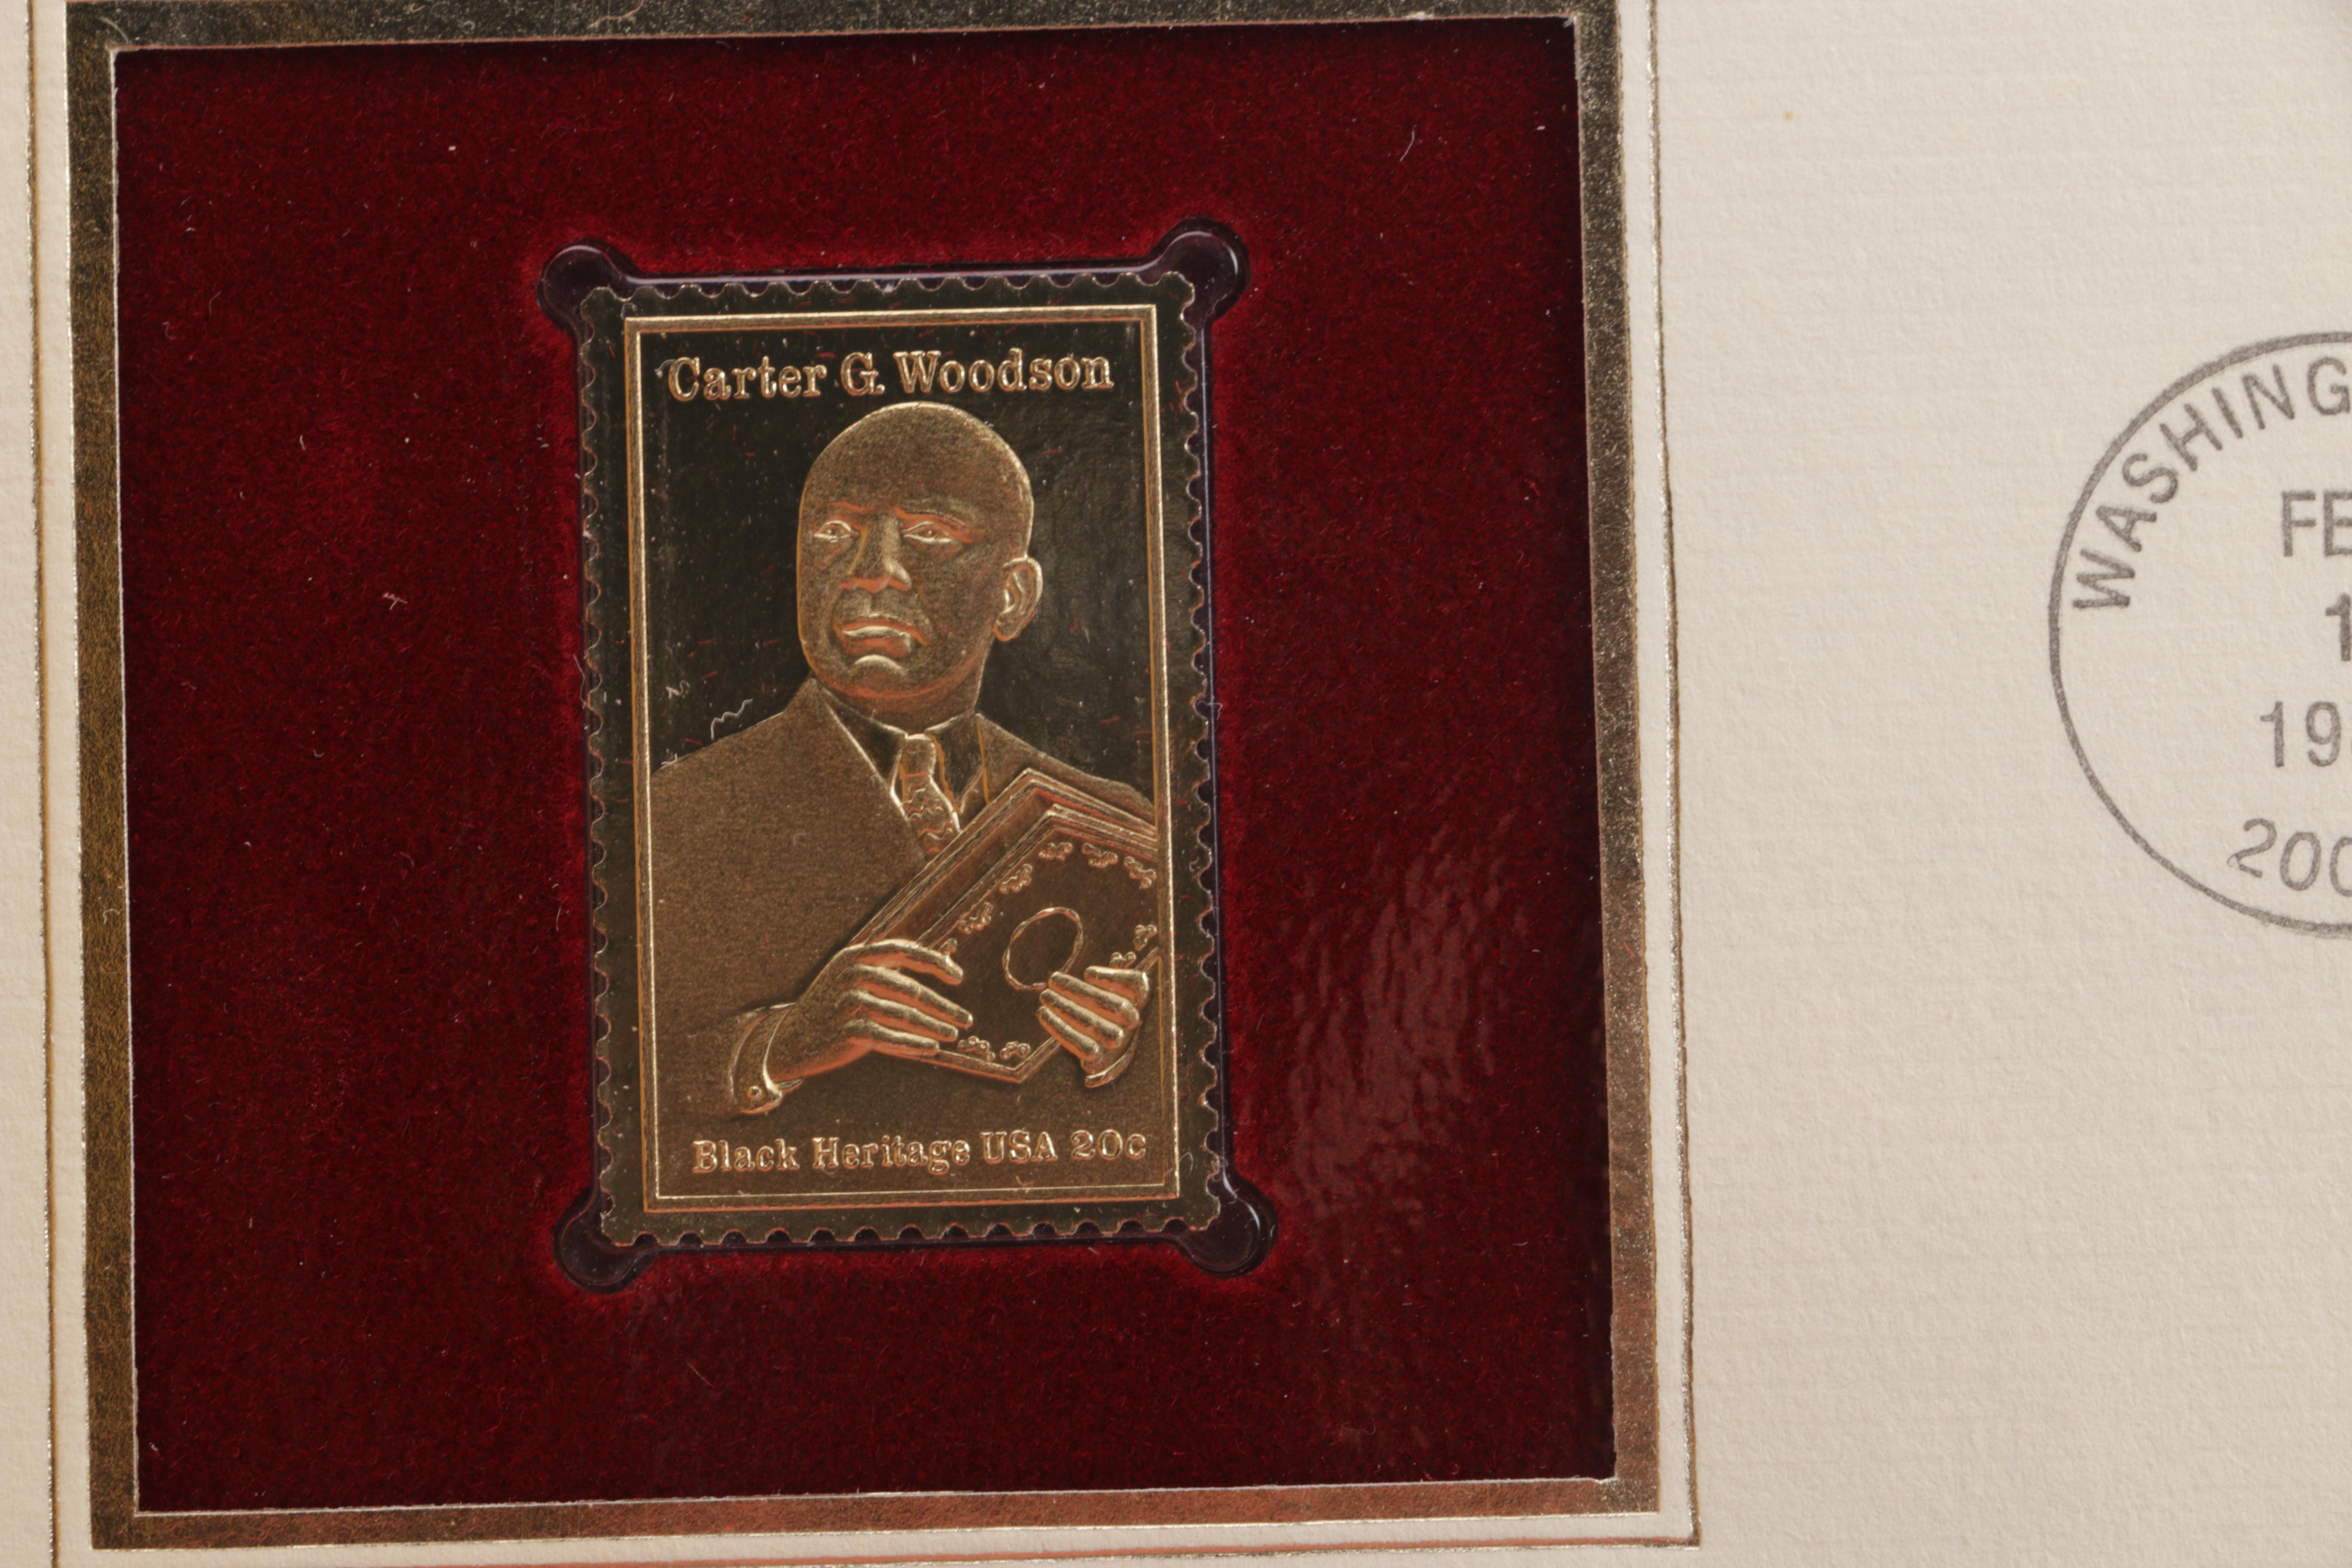 Carter G. Woodson
Black Heritage USA 20c
WASHING
FE
1
19
200